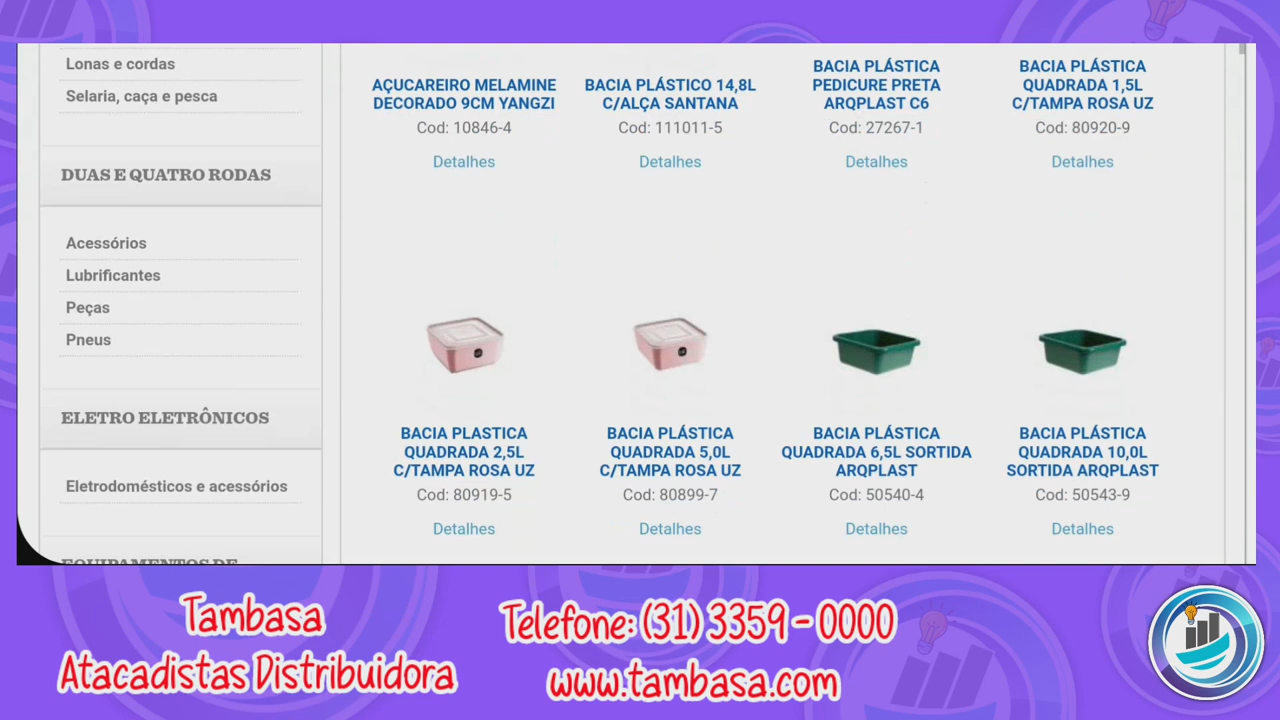 Lonas e cordas
Selaria, caça e pesca
DUAS E QUATRO RODAS
Acessórios
Lubrificantes
Peças
Pneus
ELETRO ELETRÔNICOS
Eletrodomésticos e acessórios
EQUIPAMENTOS DE
AÇUCAREIRO MELAMINE
DECORADO 9CM YANGZI
Cod: 10846-4
Detalhes
BACIA PLÁSTICO 14,8L
C/ALÇA SANTANA
Cod: 111011-5
Detalhes
BACIA PLÁSTICA
PEDICURE PRETA
ARQPLAST C6
Cod: 27267-1
Detalhes
BACIA PLÁSTICA
QUADRADA 1,5L
C/TAMPA ROSA UZ
Cod: 80920-9
Detalhes
BACIA PLASTICA
QUADRADA 2,5L
C/TAMPA ROSA UZ
Cod: 80919-5
Detalhes
BACIA PLÁSTICA
QUADRADA 5,0L
C/TAMPA ROSA UZ
Cod: 80899-7
Detalhes
BACIA PLÁSTICA
QUADRADA 6,5L SORTIDA
ARQPLAST
Cod: 50540-4
Detalhes
BACIA PLÁSTICA
QUADRADA 10,0L
SORTIDA ARQPLAST
Cod: 50543-9
Detalhes
Tambasa
Atacadistas Distribuidora
Telefone: (31) 3359 - 0000
www.tambasa.com